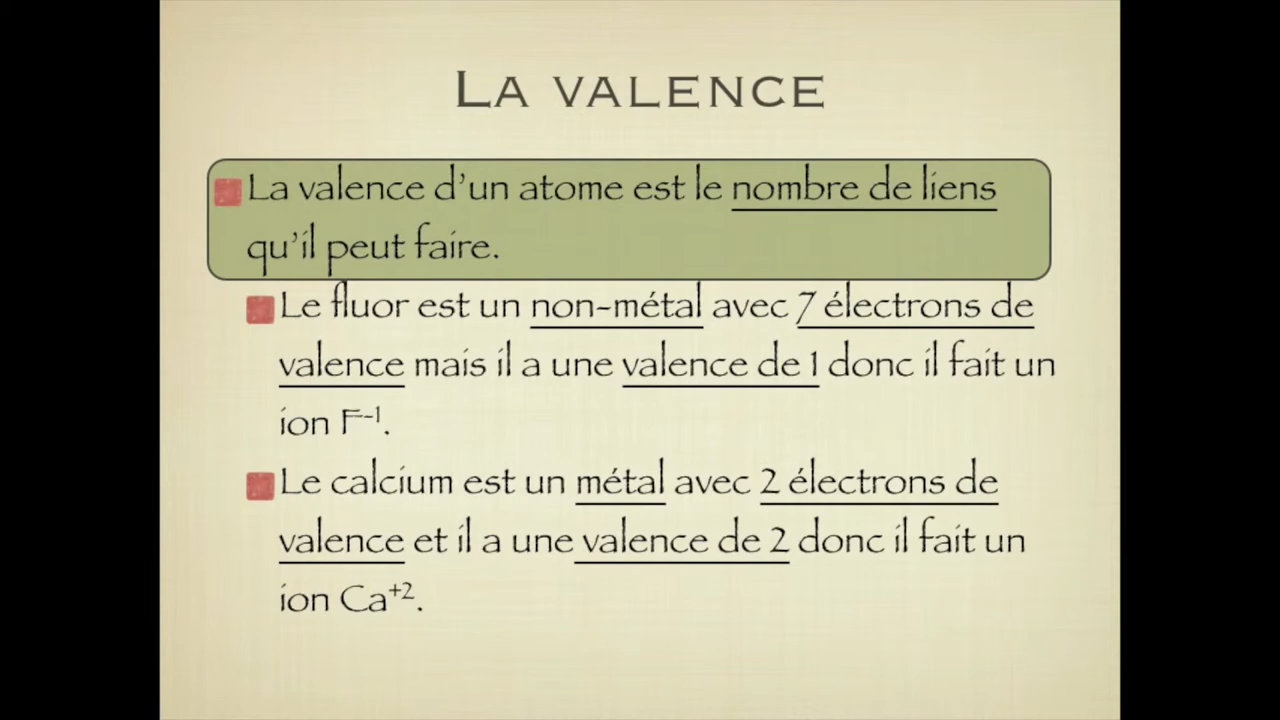 La valence
La valence d’un atome est le nombre de liens
qu’il peut faire.
Le fluor est un non-métal avec 7 électrons de
valence mais il a une valence de 1 donc il fait un
ion F⁻¹.
Le calcium est un métal avec 2 électrons de
valence et il a une valence de 2 donc il fait un
ion Ca⁺².